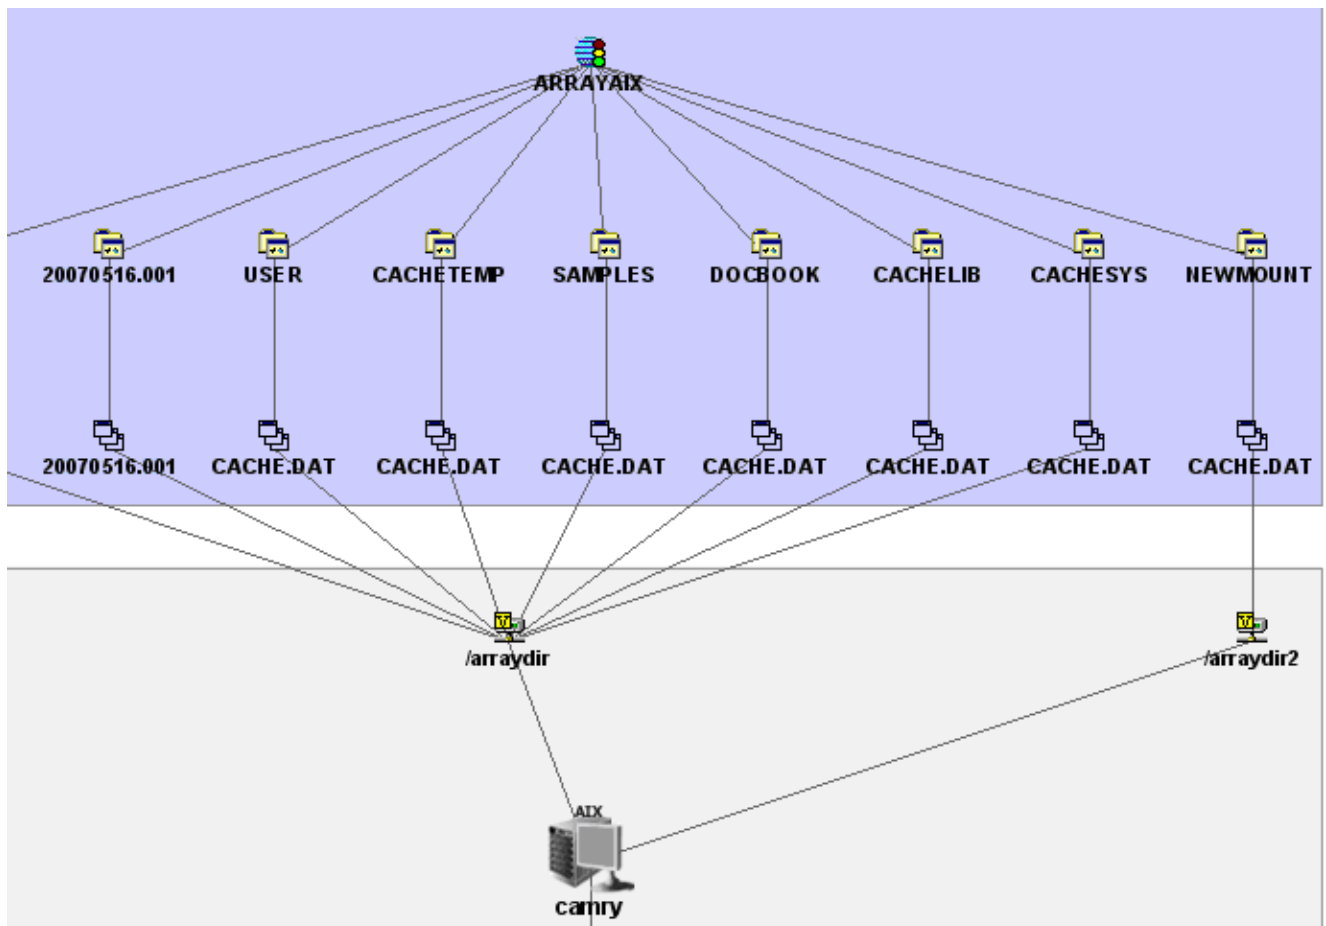 ARRAYAIX
20070516.001 USER CACHETEMP SAMPLES DOCBOOK CACHELIB CACHESYS NEWMOUNT
20070516.001 CACHE.DAT CACHE.DAT CACHE.DAT CACHE.DAT CACHE.DAT CACHE.DAT CACHE.DAT
/arraydir /arraydir2
AIX
camry